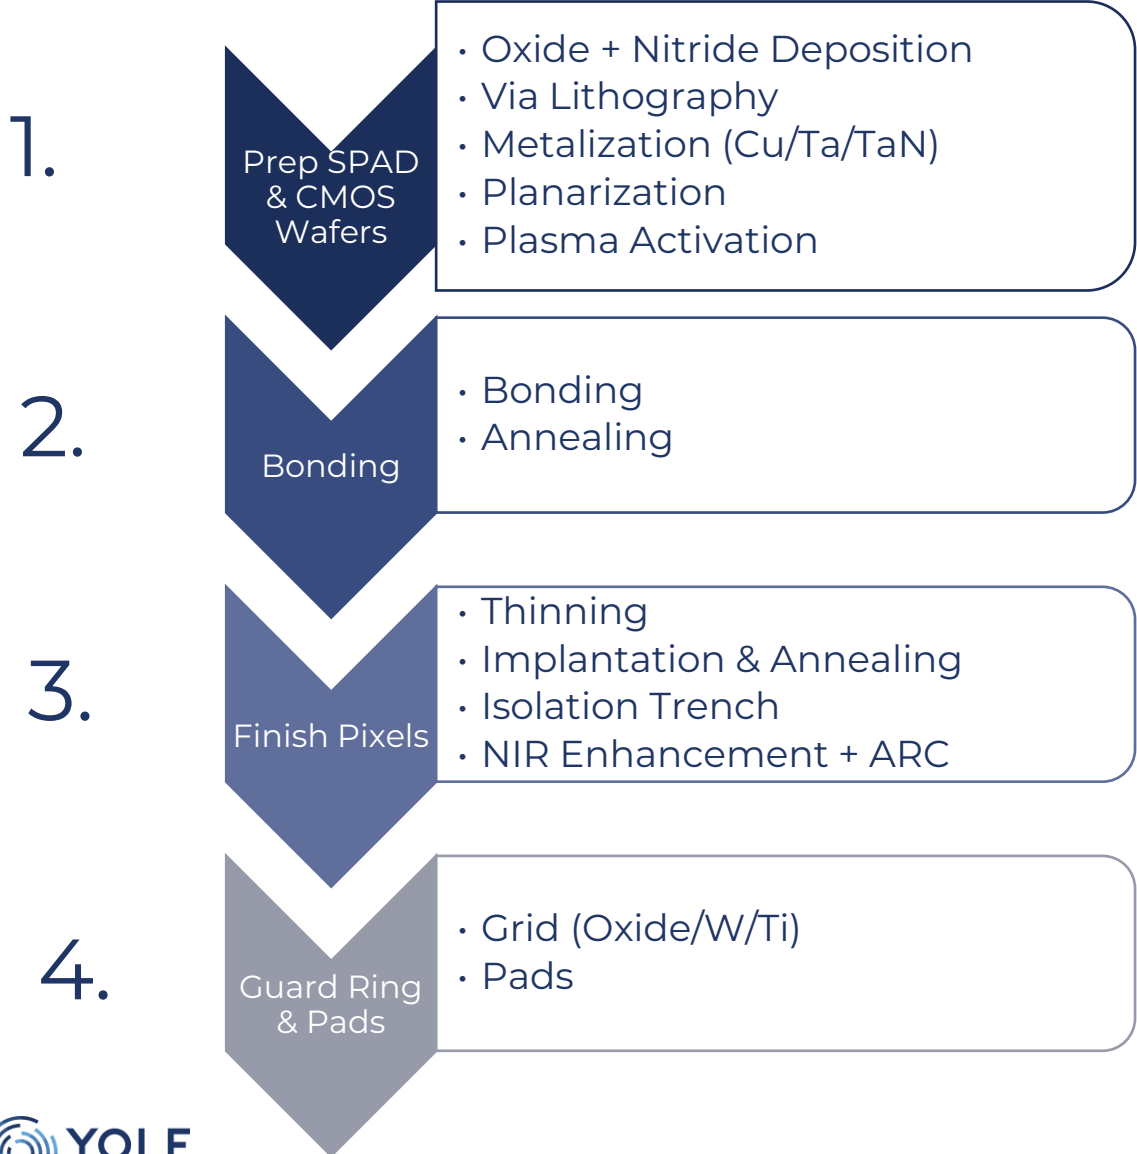 1.
Prep SPAD
& CMOS
Wafers
· Oxide + Nitride Deposition
· Via Lithography
· Metalization (Cu/Ta/TaN)
· Planarization
· Plasma Activation
2.
Bonding
· Bonding
· Annealing
3.
Finish Pixels
· Thinning
· Implantation & Annealing
· Isolation Trench
· NIR Enhancement + ARC
4.
Guard Ring
& Pads
· Grid (Oxide/W/Ti)
· Pads
YOLE